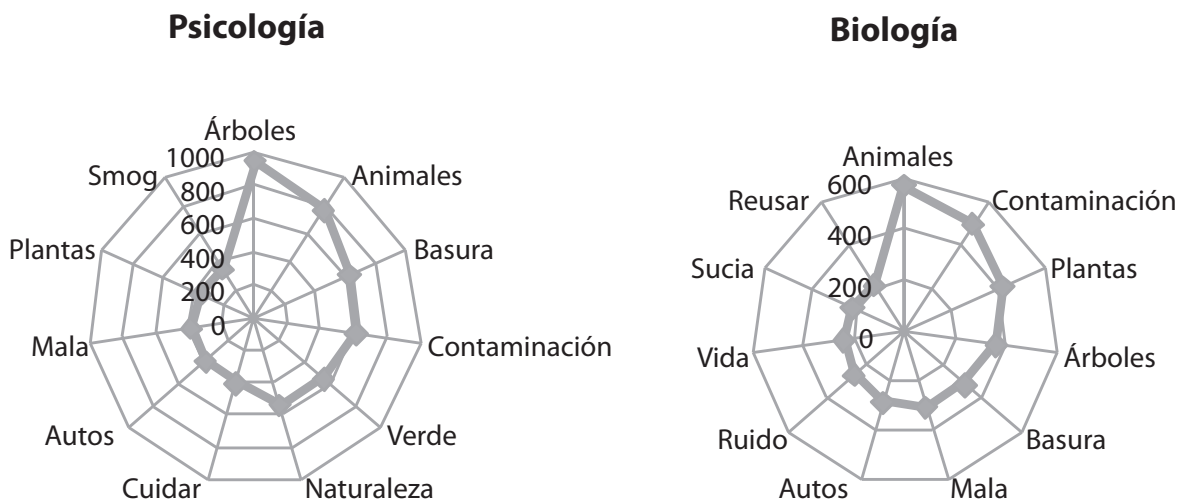 Psicología
Árboles
1000
800
600
400
200
0
Animales
Basura
Contaminación
Verde
Naturaleza
Cuidar
Autos
Mala
Plantas
Smog
Biología
Animales
600
400
200
0
Contaminación
Plantas
Árboles
Basura
Mala
Autos
Ruido
Vida
Sucia
Reusar